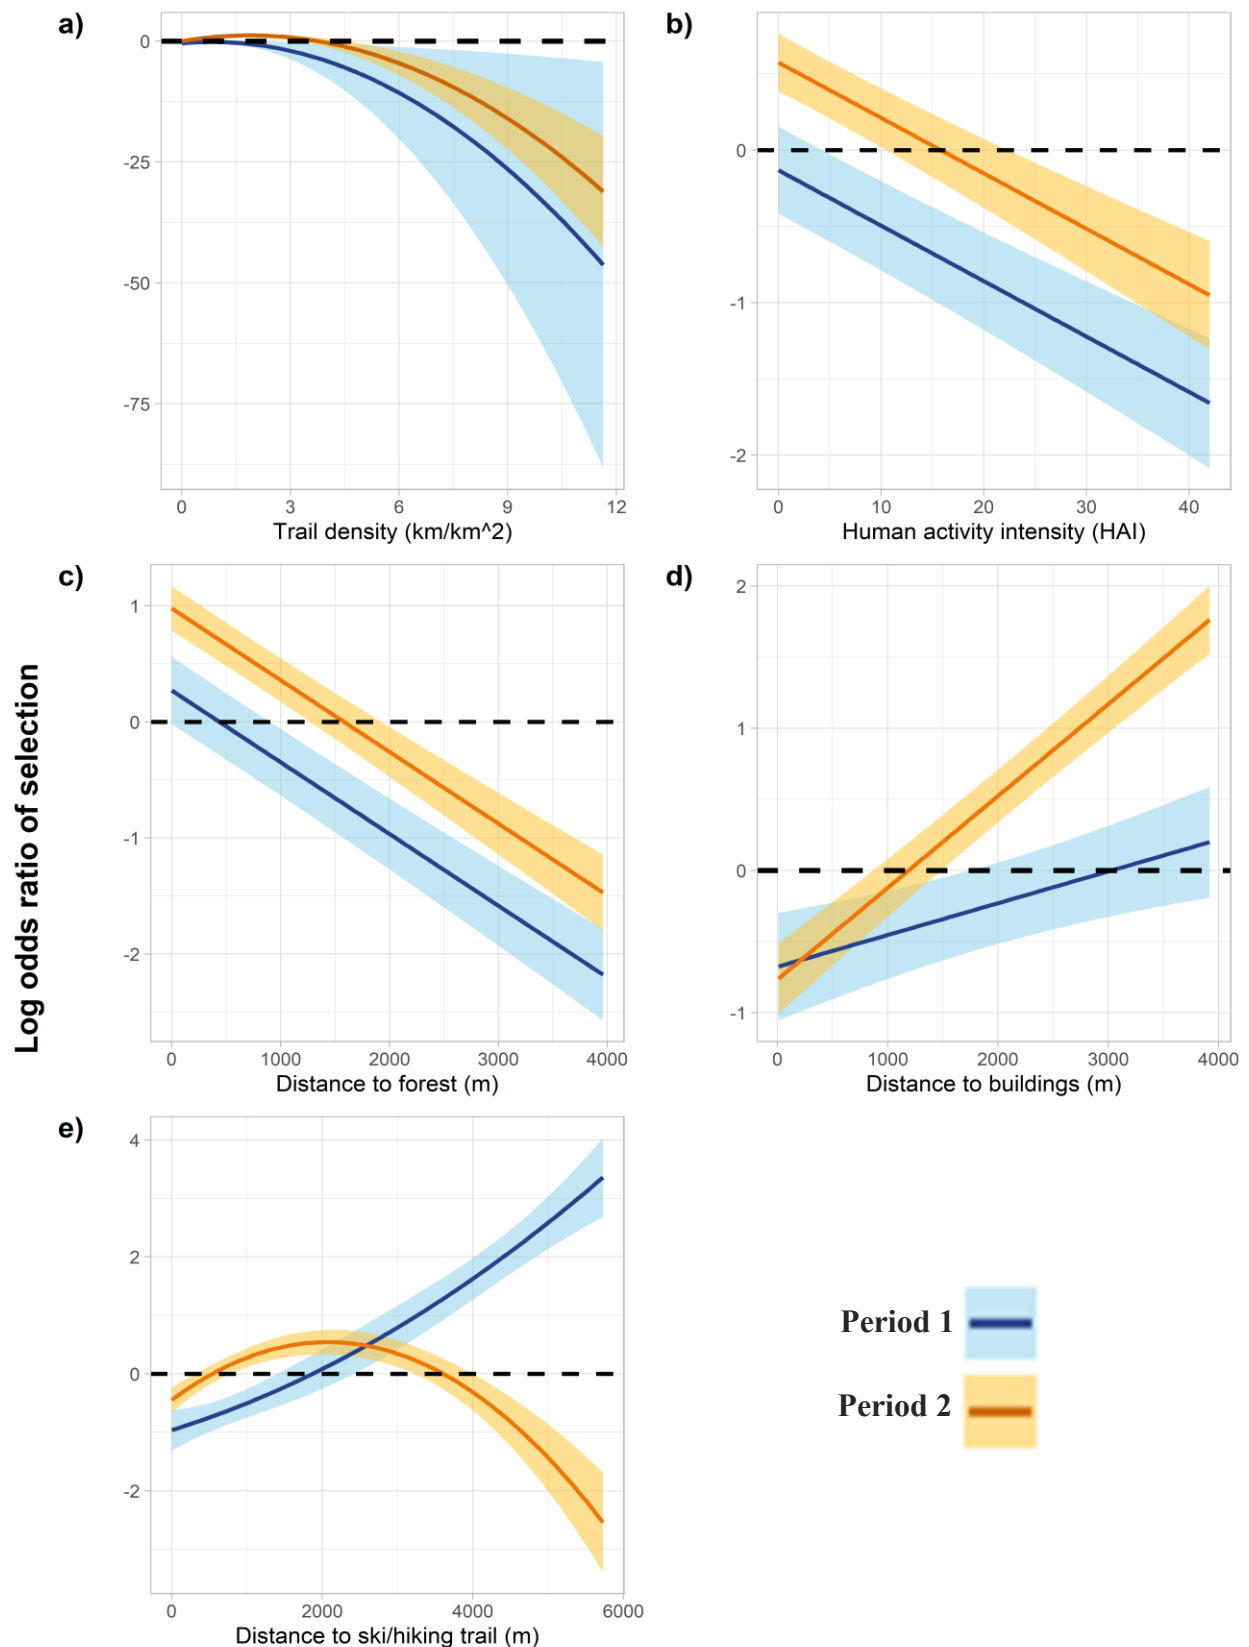 a)
0
-25
-50
-75
0 3 6 9 12
Trail density (km/km^2)
b)
0
-1
-2
0 10 20 30 40
Human activity intensity (HAI)
Log odds ratio of selection
c)
1
0
-1
-2
0 1000 2000 3000 4000
Distance to forest (m)
d)
2
1
0
-1
0 1000 2000 3000 4000
Distance to buildings (m)
e)
4
2
0
-2
0 2000 4000 6000
Distance to ski/hiking trail (m)
Period 1
Period 2